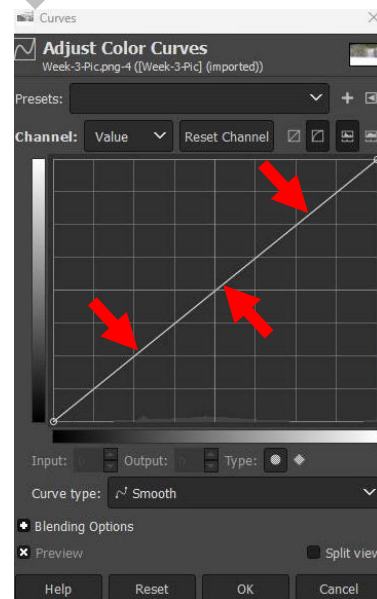 Curves
Adjust Color Curves
Week-3-Pic.png-4 ([Week-3-Pic] (imported))
Presets:
Channel: Value Reset Channel
Input: Output: Type:
Curve type: Smooth
Blending Options
Preview Split view
Help Reset OK Cancel